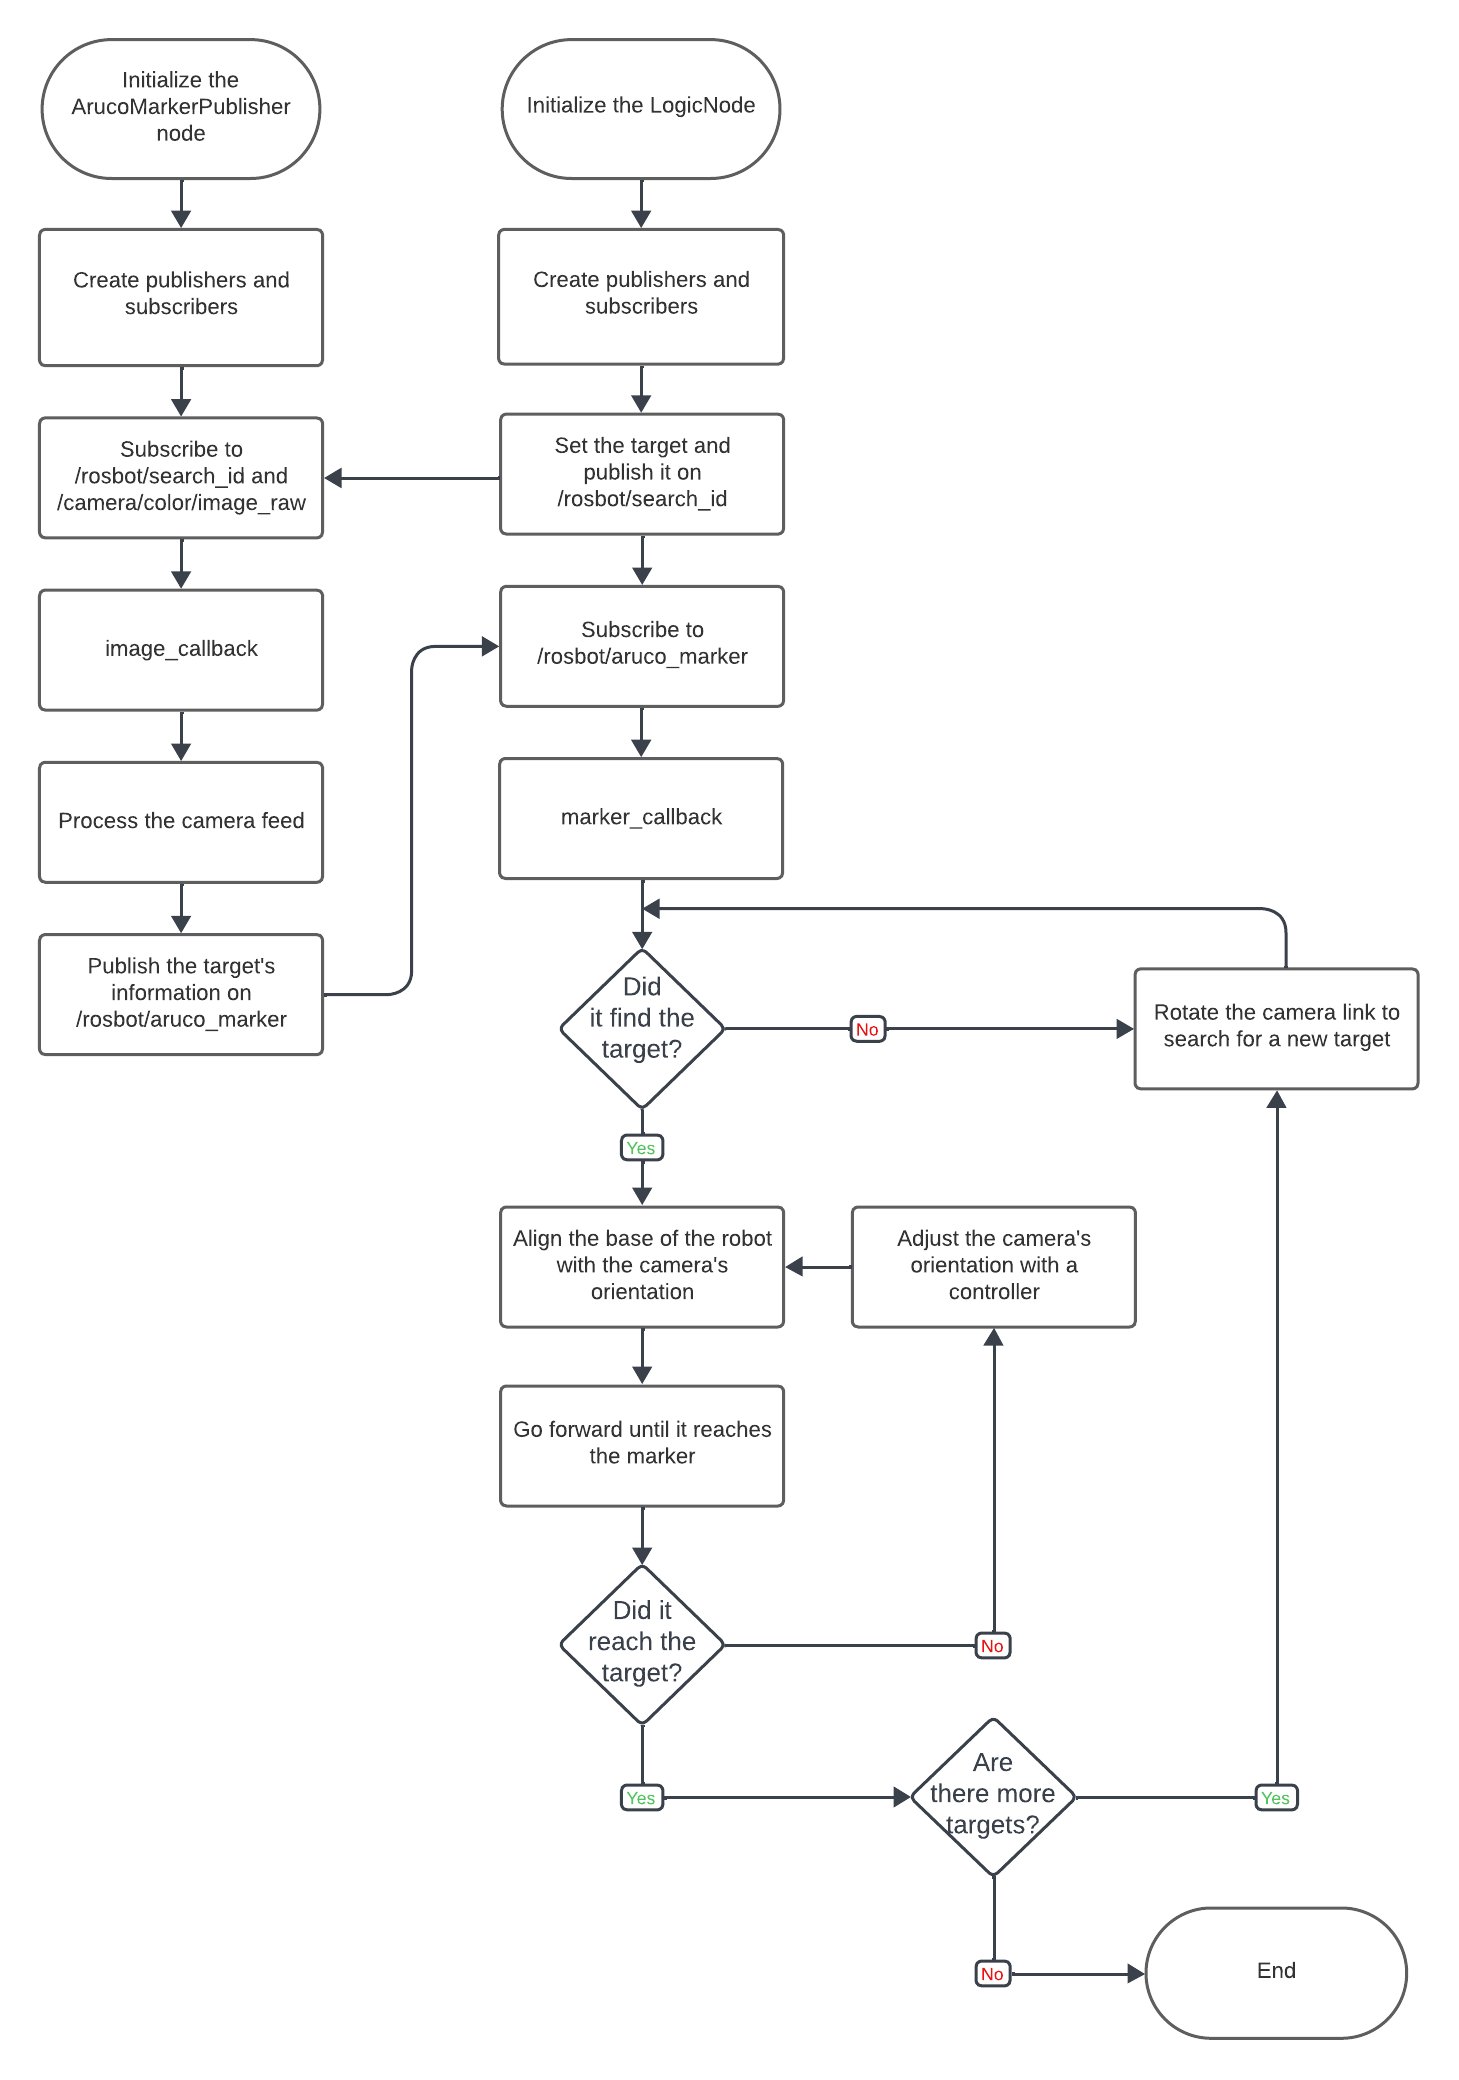 Initialize the
ArucoMarkerPublisher
node
Create publishers and
subscribers
Subscribe to
/rosbot/search_id and
/camera/color/image_raw
image_callback
Process the camera feed
Publish the target's
information on
/rosbot/aruco_marker
Initialize the LogicNode
Create publishers and
subscribers
Set the target and
publish it on
/rosbot/search_id
Subscribe to
/rosbot/aruco_marker
marker_callback
Did
it find the
target?
No
Rotate the camera link to
search for a new target
Yes
Align the base of the robot
with the camera's
orientation
Adjust the camera's
orientation with a
controller
Go forward until it reaches
the marker
Did it
reach the
target?
No
Yes
Are
there more
targets?
Yes
No
End